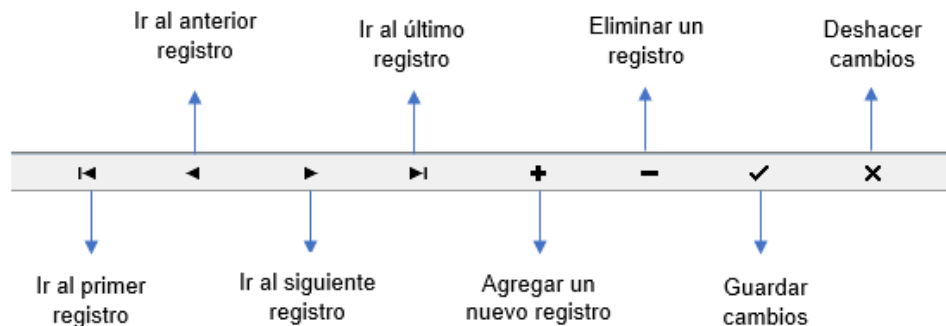 Ir al anterior
registro
Ir al último
registro
Eliminar un
registro
Deshacer
cambios
Ir al primer
registro
Ir al siguiente
registro
Agregar un
nuevo registro
Guardar
cambios